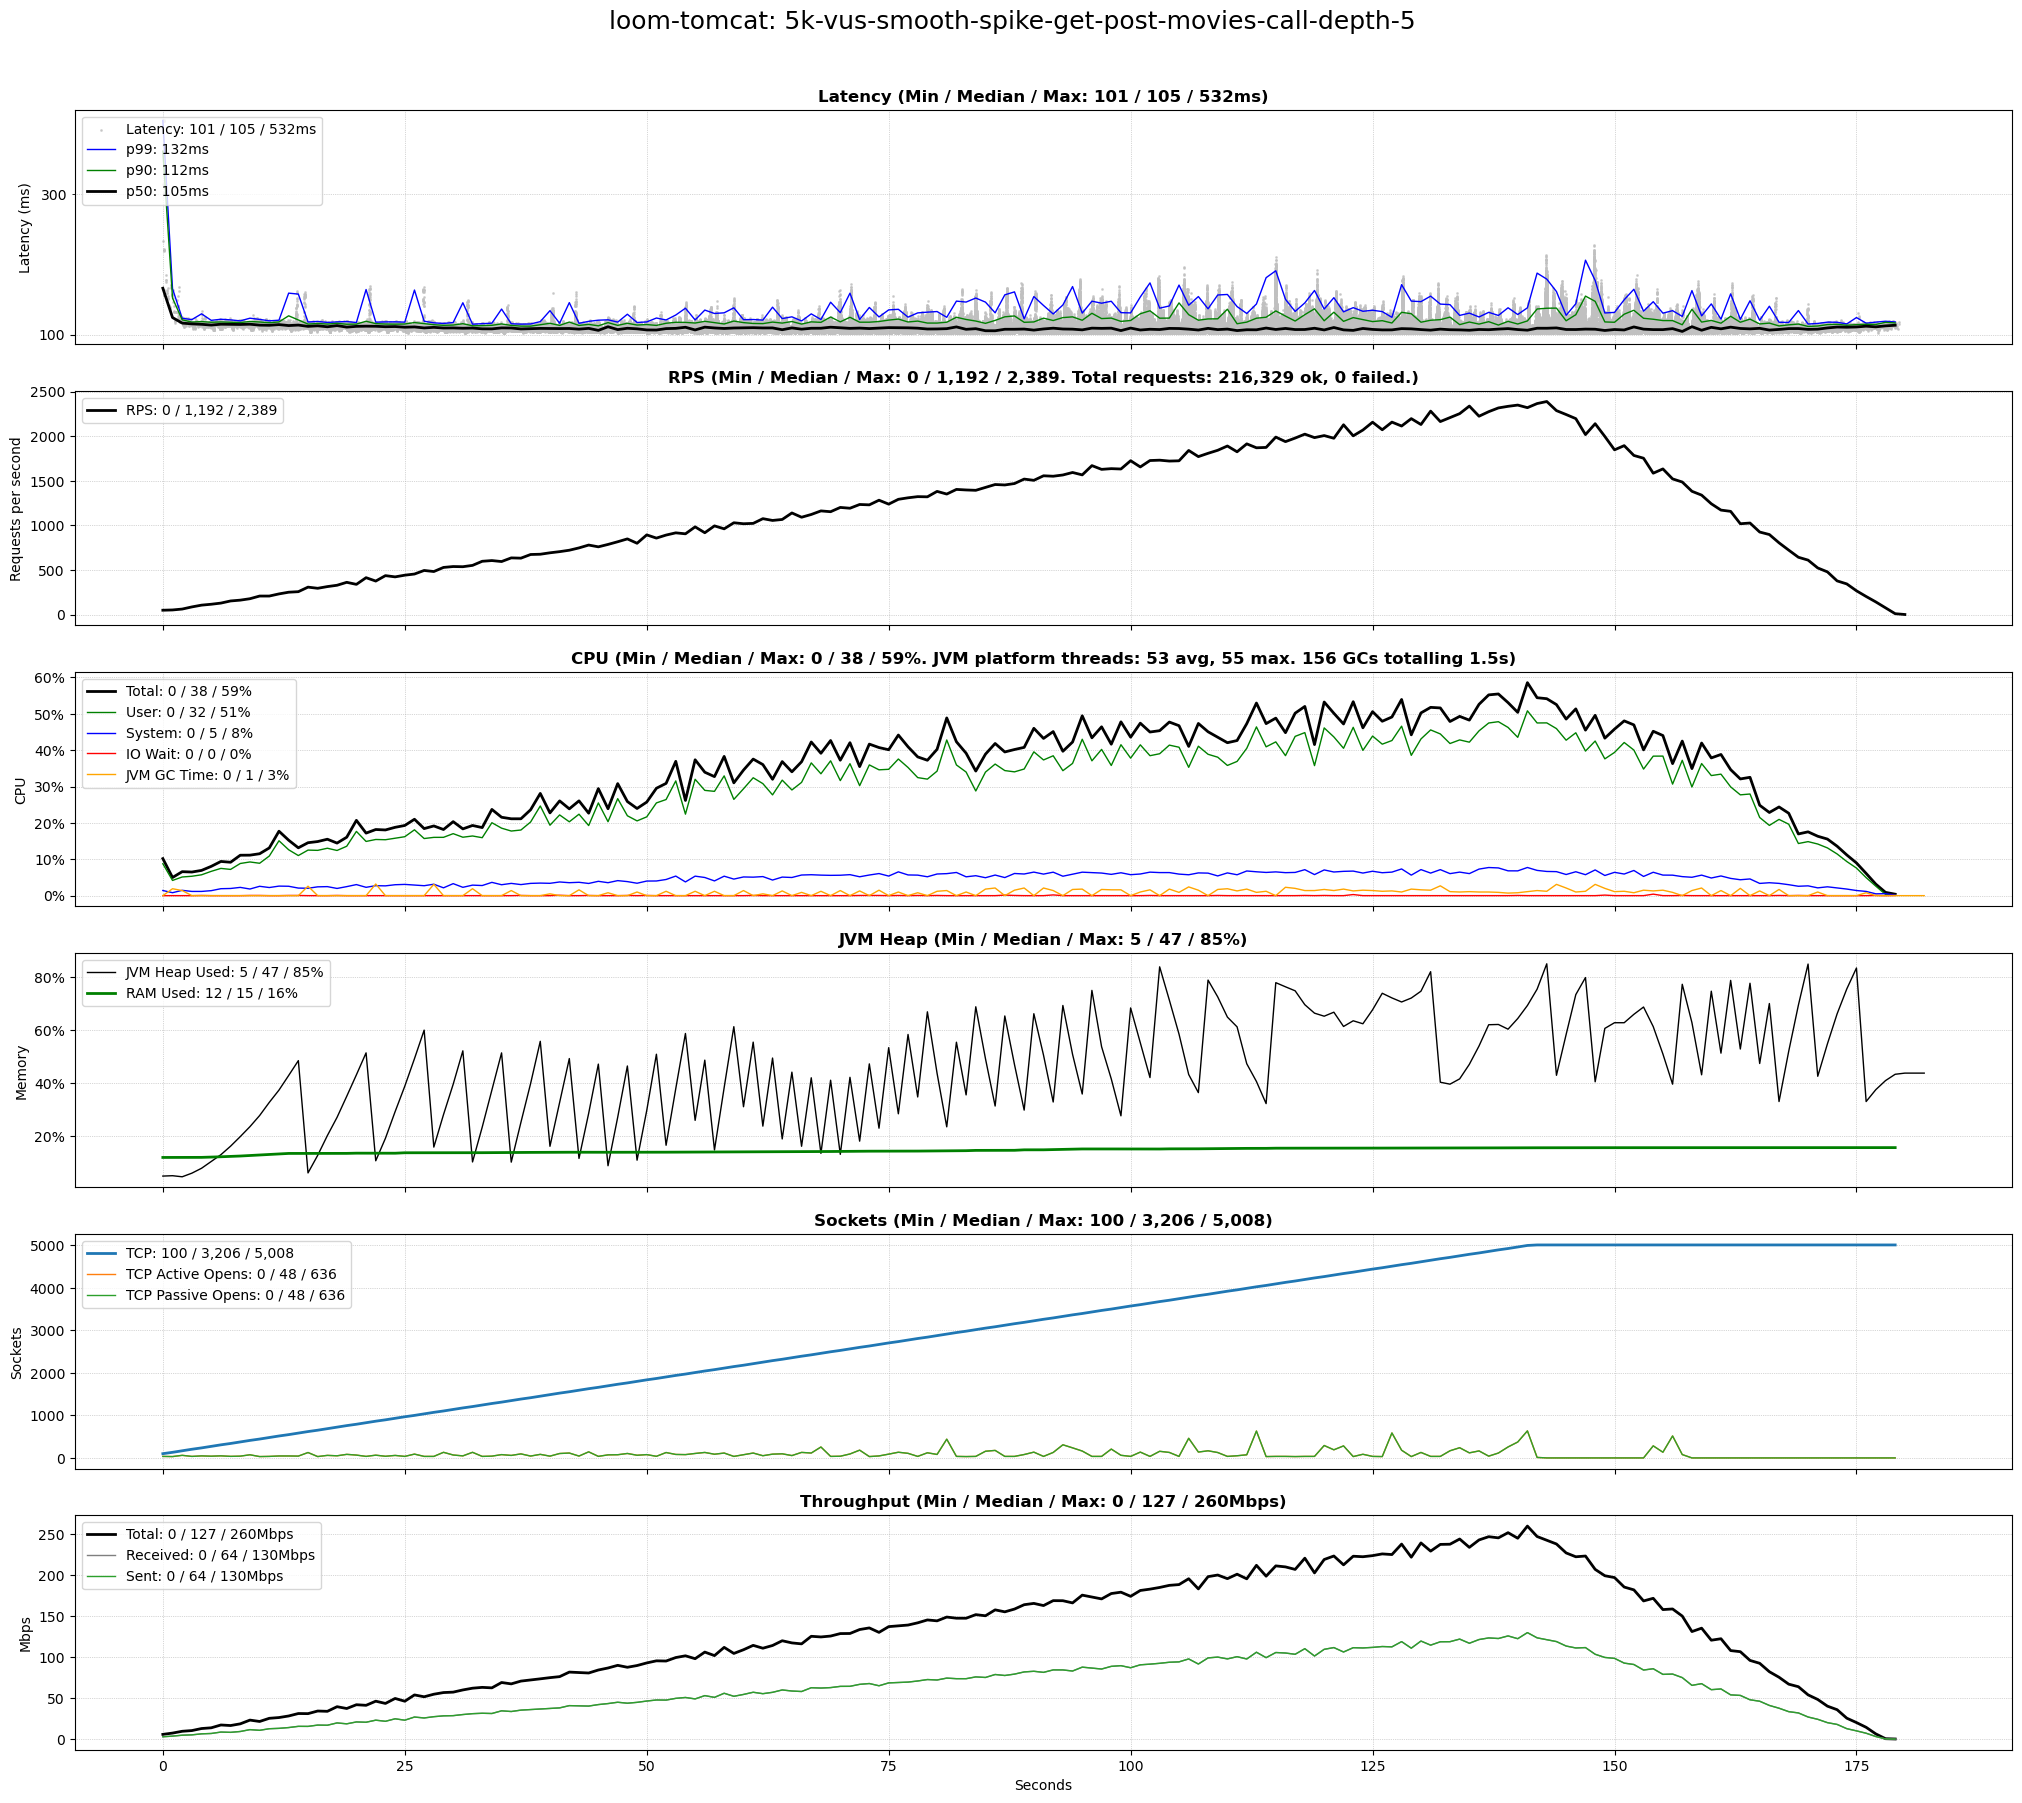 loom-tomcat: 5k-vus-smooth-spike-get-post-movies-call-depth-5
Latency (Min / Median / Max: 101 / 105 / 532ms)
Latency: 101 / 105 / 532ms
p99: 132ms
p90: 112ms
p50: 105ms
300
100
Latency (ms)
RPS (Min / Median / Max: 0 / 1,192 / 2,389. Total requests: 216,329 ok, 0 failed.)
RPS: 0 / 1,192 / 2,389
2500
2000
1500
1000
500
0
Requests per second
CPU (Min / Median / Max: 0 / 38 / 59%. JVM platform threads: 53 avg, 55 max. 156 GCs totalling 1.5s)
Total: 0 / 38 / 59%
User: 0 / 32 / 51%
System: 0 / 5 / 8%
IO Wait: 0 / 0 / 0%
JVM GC Time: 0 / 1 / 3%
60%
50%
40%
30%
20%
10%
0%
CPU
JVM Heap (Min / Median / Max: 5 / 47 / 85%)
JVM Heap Used: 5 / 47 / 85%
RAM Used: 12 / 15 / 16%
80%
60%
40%
20%
Memory
Sockets (Min / Median / Max: 100 / 3,206 / 5,008)
TCP: 100 / 3,206 / 5,008
TCP Active Opens: 0 / 48 / 636
TCP Passive Opens: 0 / 48 / 636
5000
4000
3000
2000
1000
0
Sockets
Throughput (Min / Median / Max: 0 / 127 / 260Mbps)
Total: 0 / 127 / 260Mbps
Received: 0 / 64 / 130Mbps
Sent: 0 / 64 / 130Mbps
250
200
150
100
50
0
Mbps
0 25 50 75 100 125 150 175
Seconds